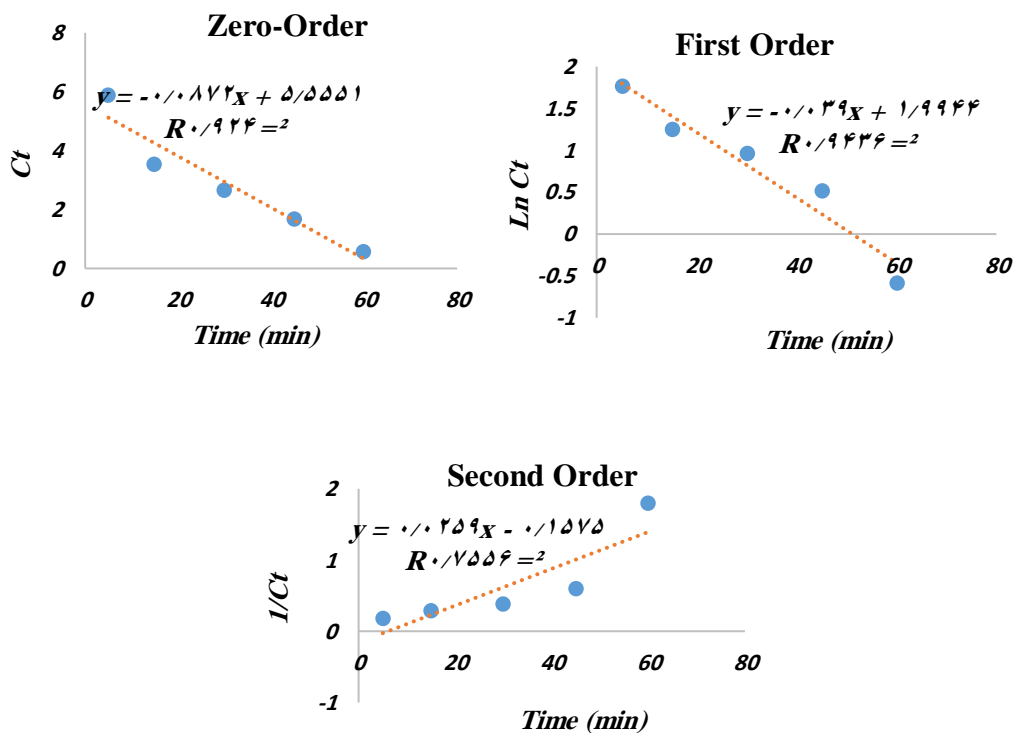 Zero-Order
8
6
4
2
0
y = -۰/۰۸۷۲x + ۵/۵۵۵۱
R۰/۹۲۴ =²
Ct
0 20 40 60 80
Time (min)
First Order
2
1.5
1
0.5
0
-0.5
-1
y = -۰/۰۳۹x + ۱/۹۹۴۴
R۰/۹۴۳۶ =²
Ln Ct
0 20 40 60 80
Time (min)
Second Order
2
1
0
-1
y = ۰/۰۲۵۹x - ۰/۱۵۷۵
R۰/۷۵۵۶ =²
1/Ct
0 20 40 60 80
Time (min)